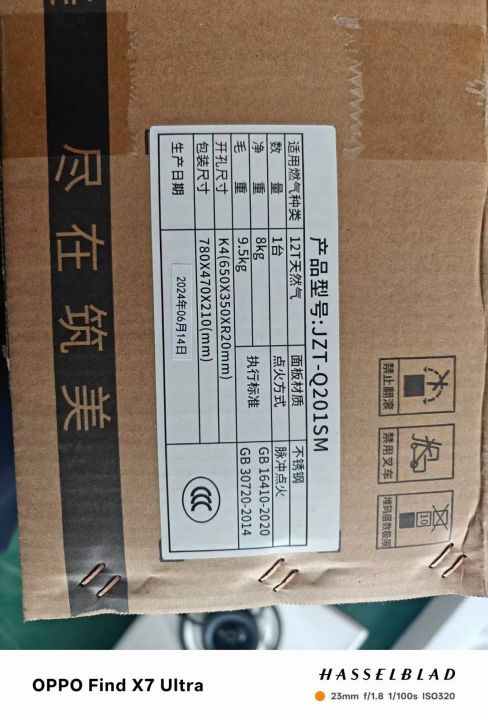 尽在筑美
产品型号:JZT-Q201SM
适用燃气种类 12T天然气 面板材质 不锈钢
数量 1台 点火方式 脉冲点火
净重 8kg 执行标准 GB 16410-2020
毛重 9.5kg GB 30720-2014
开孔尺寸 K4(650X350XR20mm)
包装尺寸 780X470X210(mm)
生产日期 2024年06月14日
CCC
禁止翻滚
禁用叉车
10
堆码层数极限
OPPO Find X7 Ultra
HASSELBLAD
23mm f/1.8 1/100s ISO320